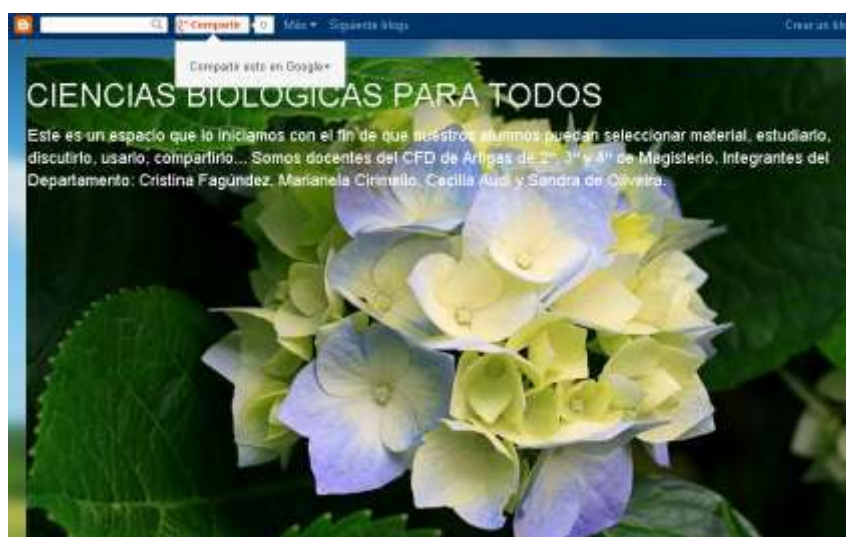 Compartir 0 Más Siguiente blog» Crear un blo
Compartir esto en Google+
CIENCIAS BIOLOGICAS PARA TODOS
Este es un espacio que lo iniciamos con el fin de que nuestros alumnos puedan seleccionar material, estudiarlo,
discutirlo, usarlo, compartirlo... Somos docentes del CFD de Artigas de 2º, 3º y 4º de Magisterio. Integrantes del
Departamento: Cristina Fagúndez, Marianela Cirimello, Cecilia Audi y Sandra de Oliveira.